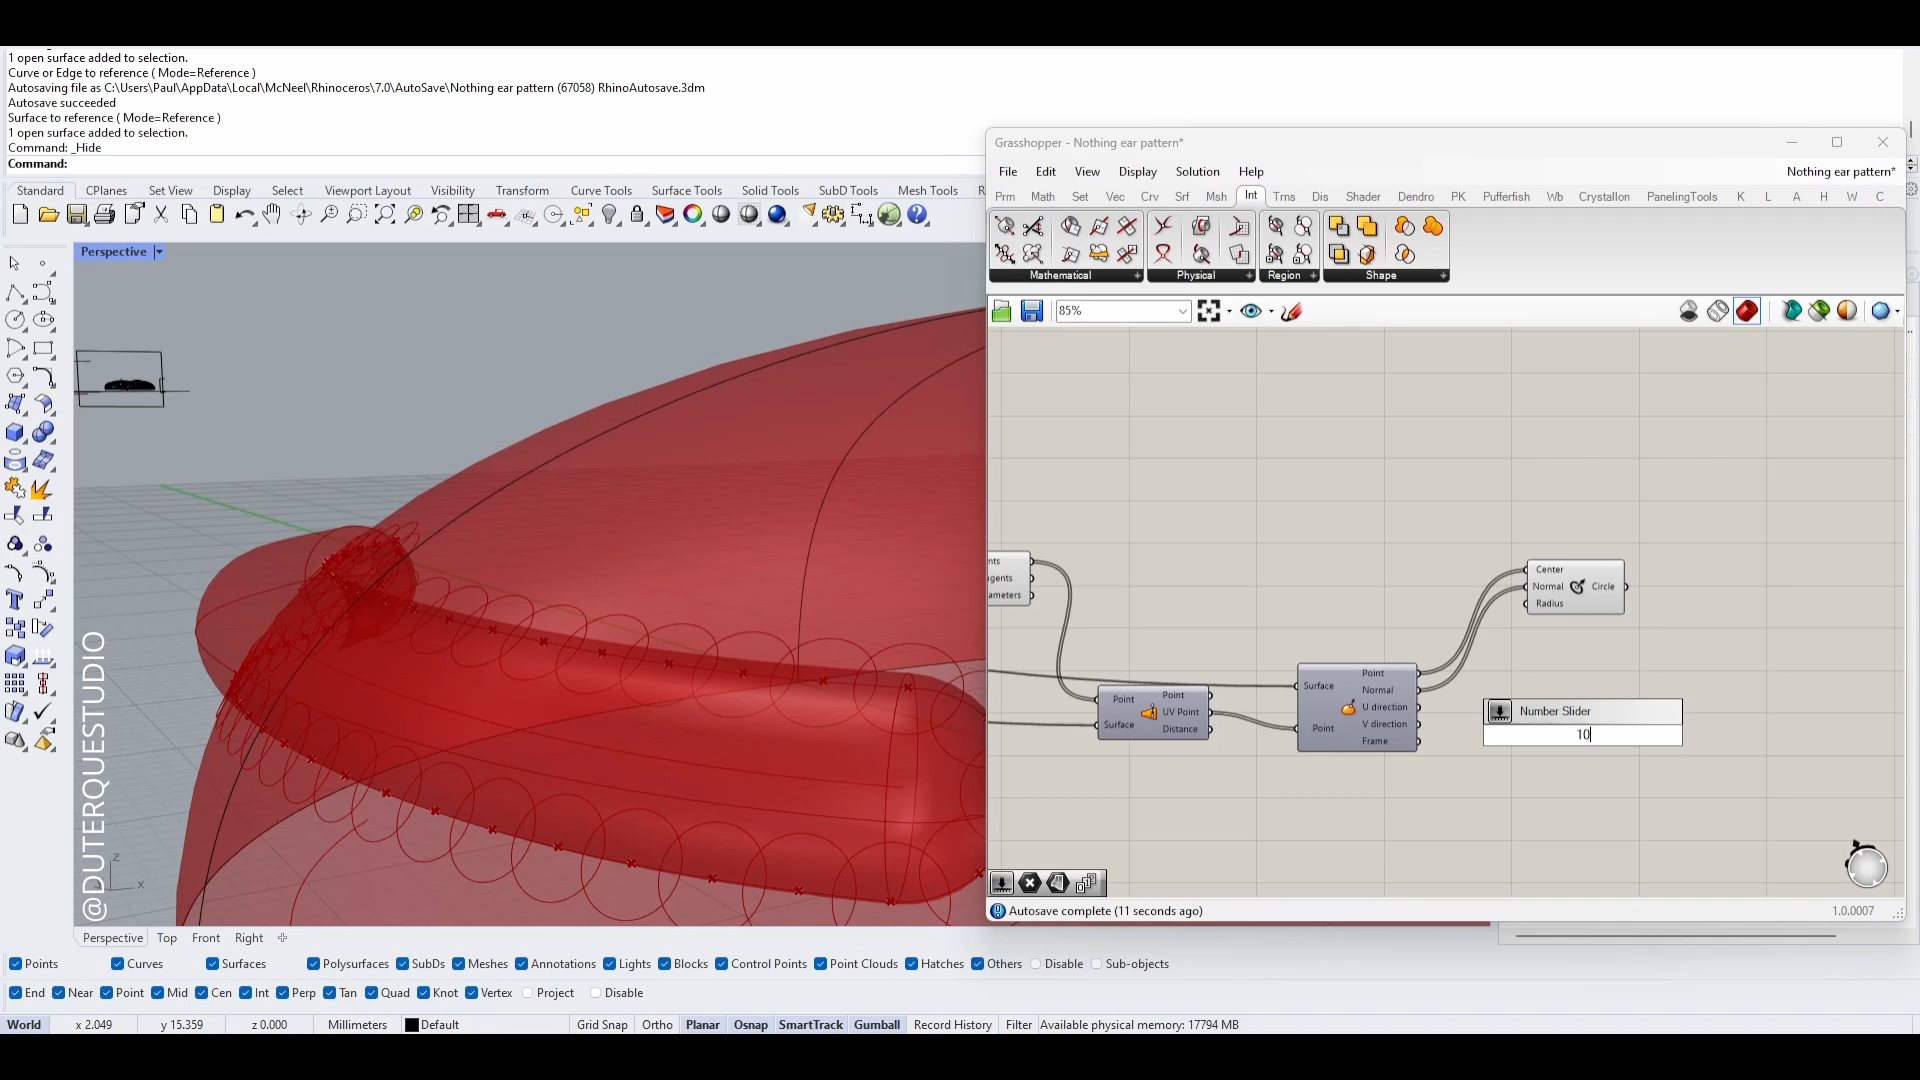 1 open surface added to selection.
Curve or Edge to reference ( Mode=Reference )
Autosaving file as C:\Users\Paul\AppData\Local\McNeel\Rhinoceros\7.0\AutoSave\Nothing ear pattern (67058) RhinoAutosave.3dm
Autosave succeeded
Surface to reference ( Mode=Reference )
1 open surface added to selection.
Command: _Hide
Command:
Standard CPlanes Set View Display Select Viewport Layout Visibility Transform Curve Tools Surface Tools Solid Tools SubD Tools Mesh Tools R
Perspective
@DUTERQUESTUDIO
z
x
Grasshopper - Nothing ear pattern*
File Edit View Display Solution Help Nothing ear pattern*
Prm Math Set Vec Crv Srf Msh Int Trns Dis Shader Dendro PK Pufferfish Wb Crystallon PanelingTools K L A H W C
Mathematical Physical Region Shape
85%
nts
gents
ameters
Center
Normal Circle
Radius
Point
Surface
Point
UV Point
Distance
Surface
Point
Point
Normal
U direction
V direction
Frame
Number Slider
10
Autosave complete (11 seconds ago) 1.0.0007
Perspective Top Front Right
Points Curves Surfaces Polysurfaces SubDs Meshes Annotations Lights Blocks Control Points Point Clouds Hatches Others Disable Sub-objects
End Near Point Mid Cen Int Perp Tan Quad Knot Vertex Project Disable
World x 2.049 y 15.359 z 0.000 Millimeters Default Grid Snap Ortho Planar Osnap SmartTrack Gumball Record History Filter Available physical memory: 17794 MB